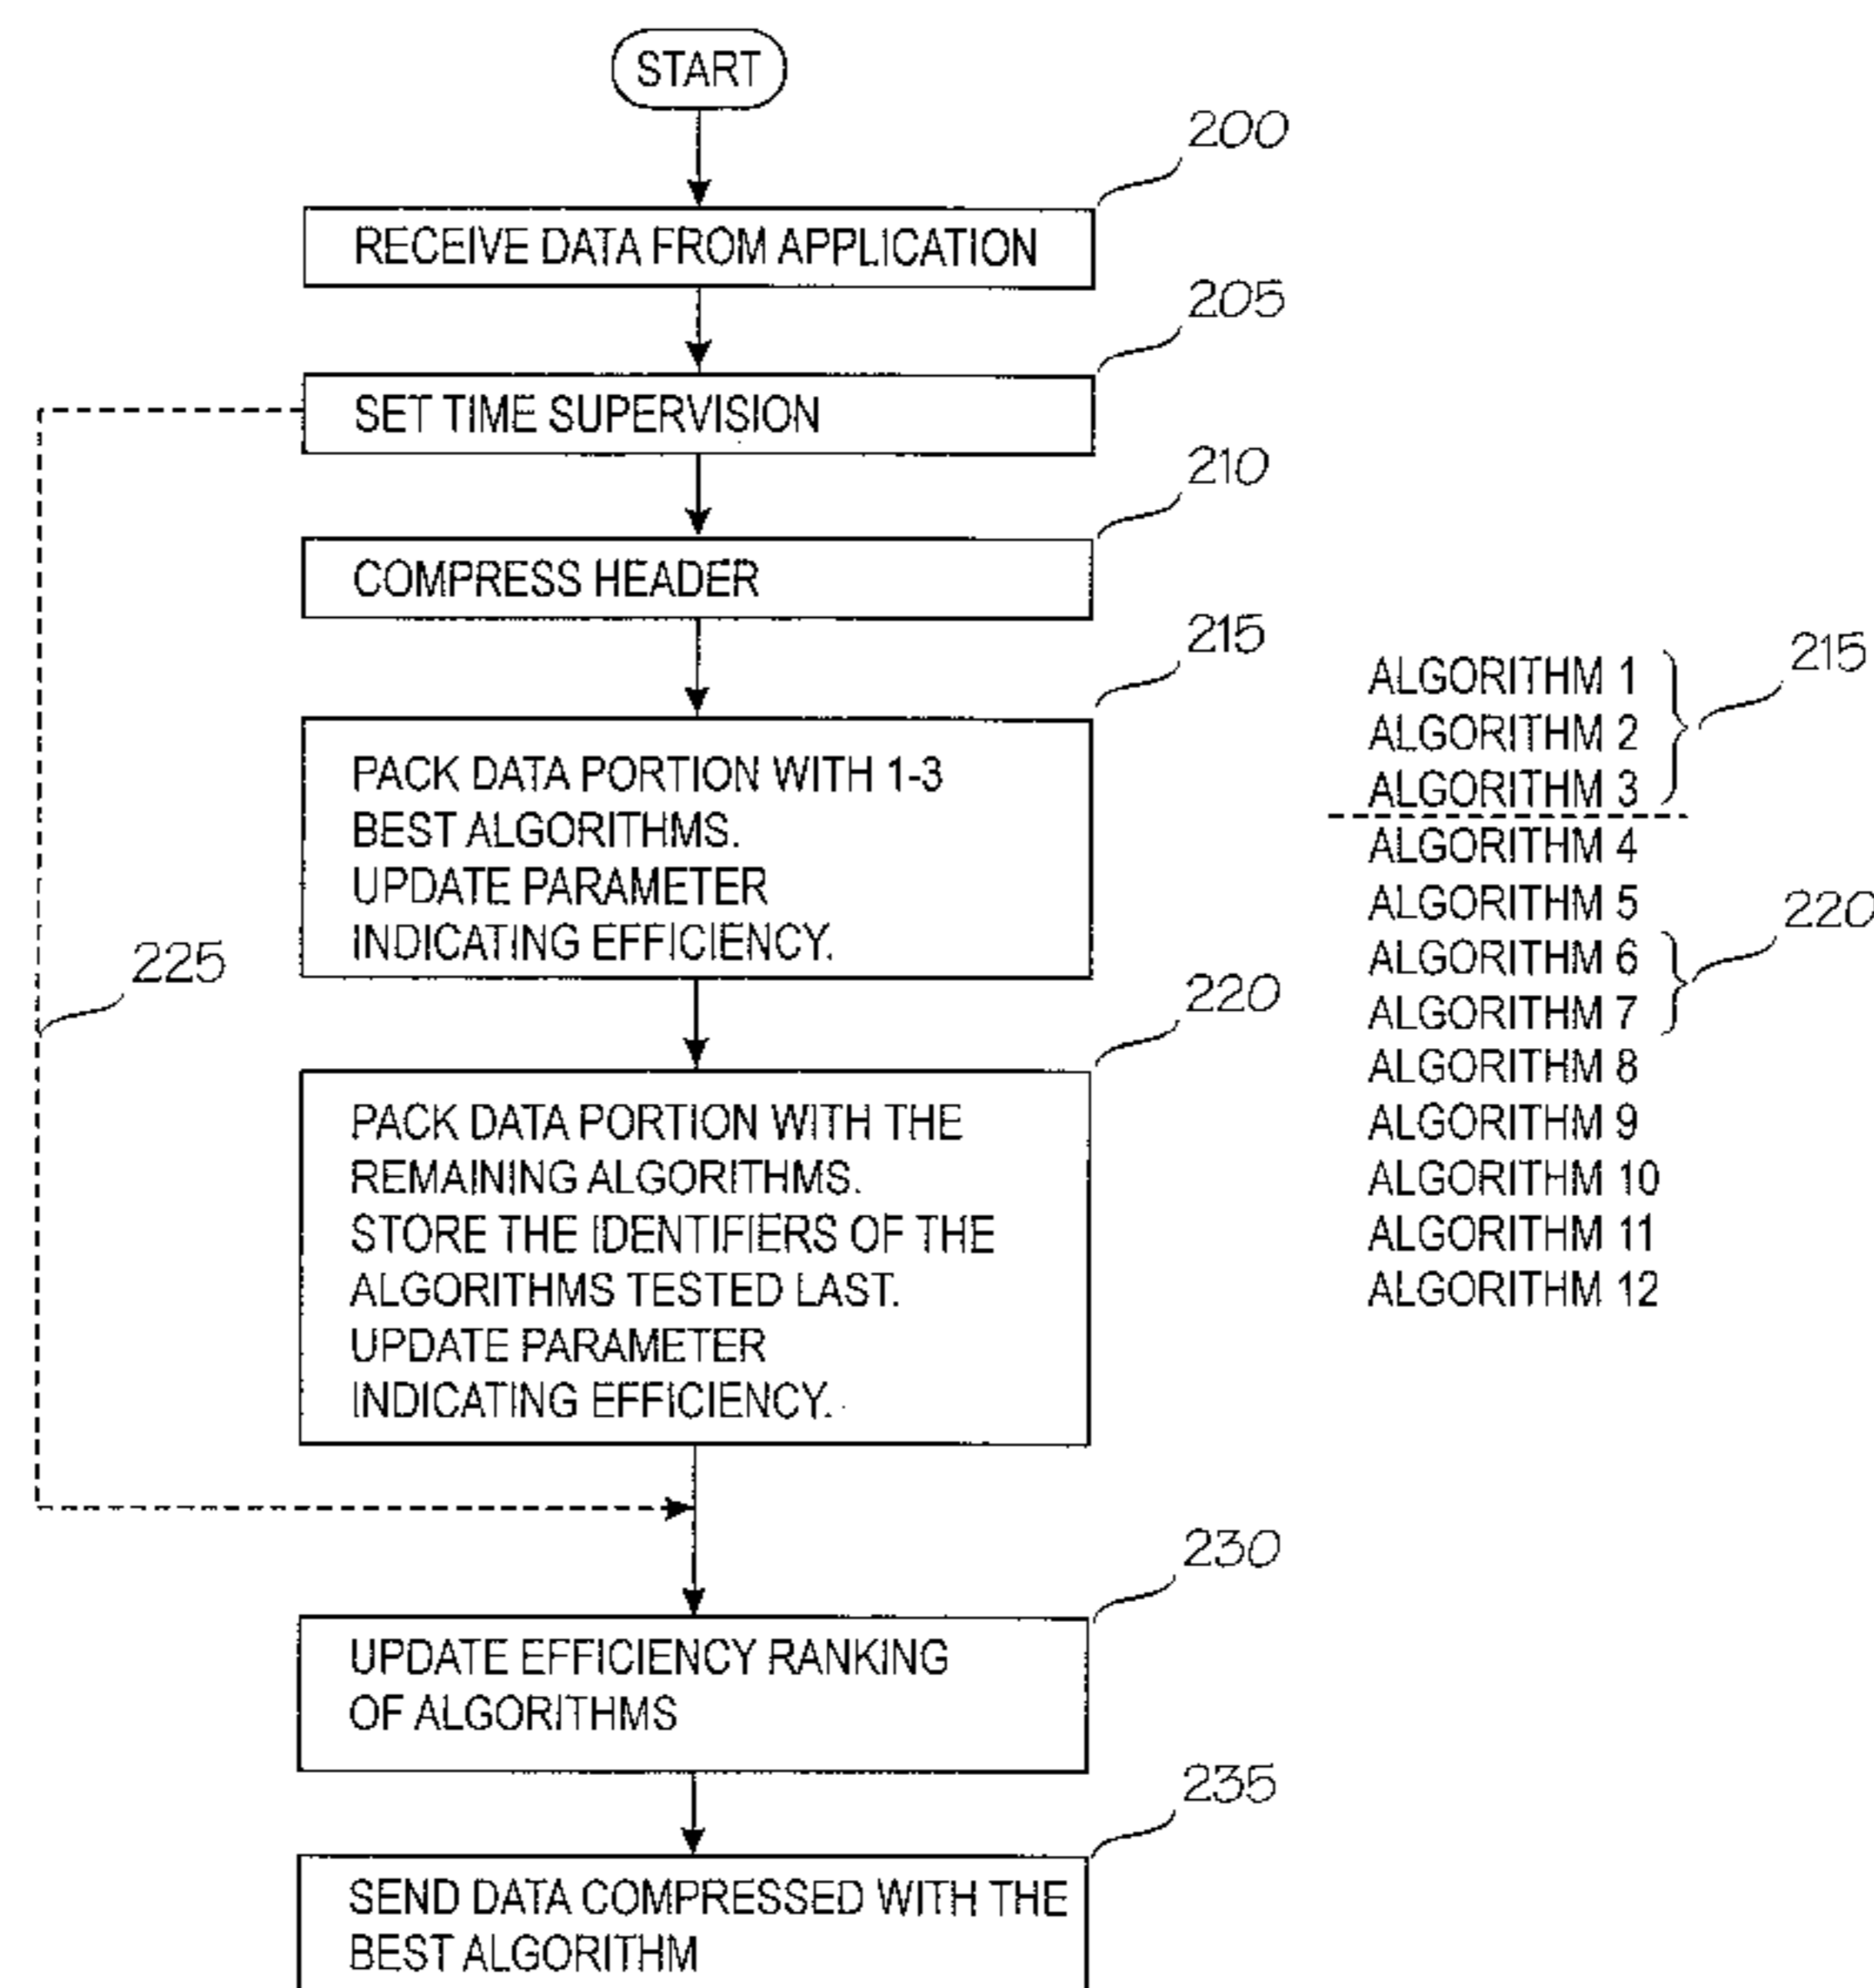 START
200
RECEIVE DATA FROM APPLICATION
205
SET TIME SUPERVISION
210
COMPRESS HEADER
215
PACK DATA PORTION WITH 1-3
BEST ALGORITHMS.
UPDATE PARAMETER
INDICATING EFFICIENCY.
225
220
PACK DATA PORTION WITH THE
REMAINING ALGORITHMS.
STORE THE IDENTIFIERS OF THE
ALGORITHMS TESTED LAST.
UPDATE PARAMETER
INDICATING EFFICIENCY.
230
UPDATE EFFICIENCY RANKING
OF ALGORITHMS
235
SEND DATA COMPRESSED WITH THE
BEST ALGORITHM
ALGORITHM 1
ALGORITHM 2
ALGORITHM 3
215
ALGORITHM 4
ALGORITHM 5
ALGORITHM 6
ALGORITHM 7
220
ALGORITHM 8
ALGORITHM 9
ALGORITHM 10
ALGORITHM 11
ALGORITHM 12